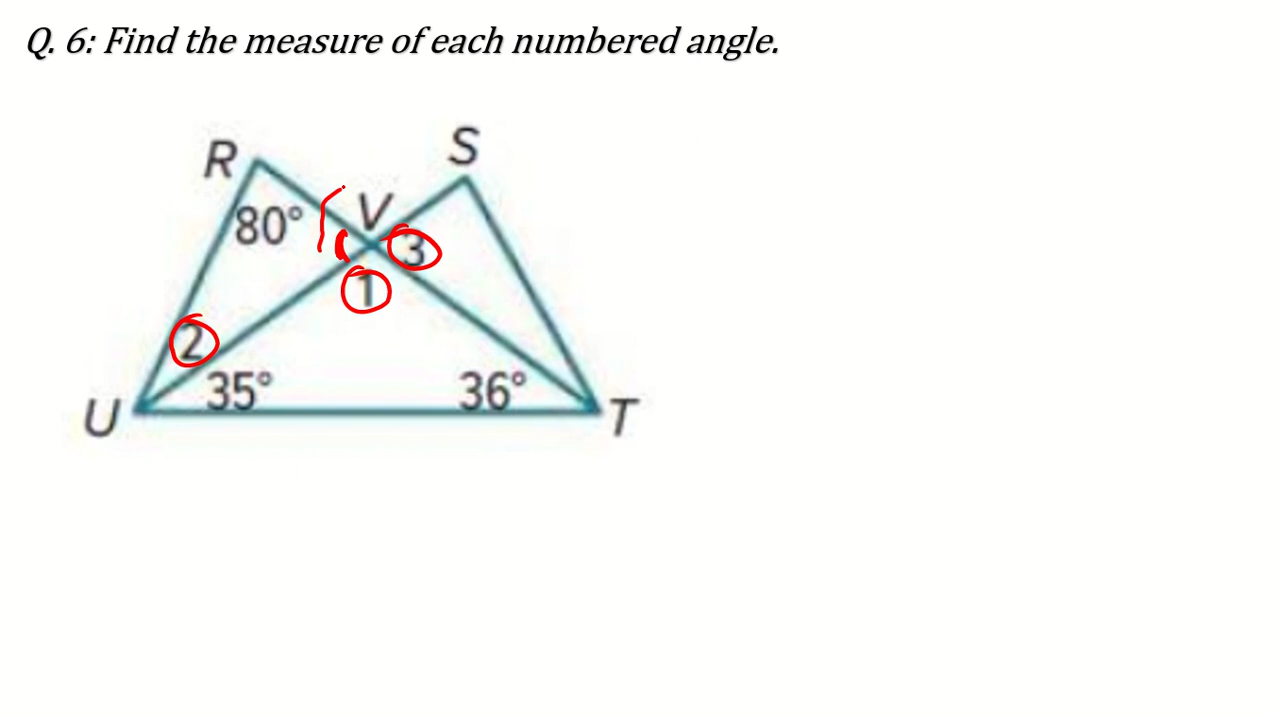 Q. 6: Find the measure of each numbered angle.
R
S
80°
V
3
1
2
35°
36°
U
T